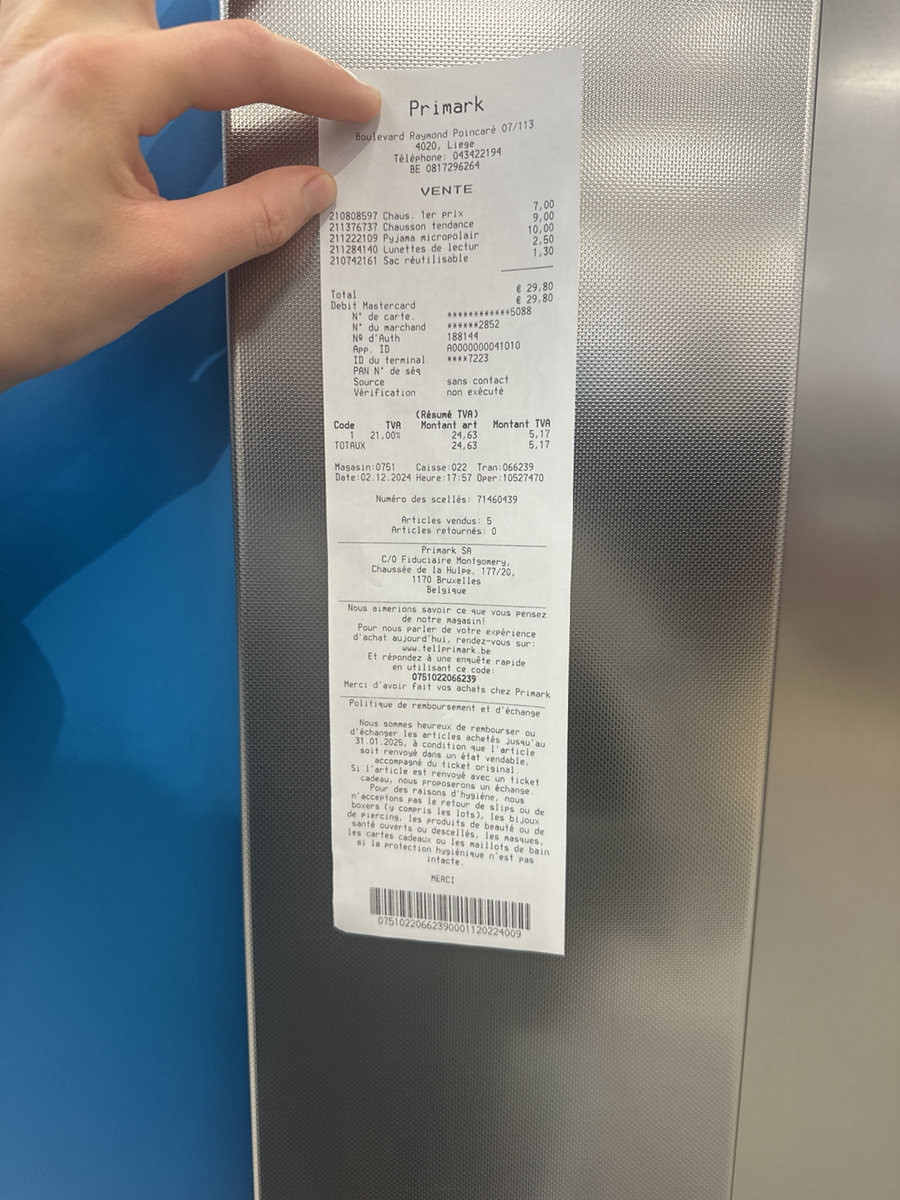 Primark
Boulevard Raymond Poincaré 07/113
4020, Liege
Téléphone: 043422194
BE 0817296264
VENTE
210808597 Chaus. 1er prix 7,00
211376737 Chausson tendance 9,00
211222109 Pyjama micropolair 10,00
211284140 Lunettes de lectur 2,50
210742161 Sac réutilisable 1,30
Total € 29,80
Debit Mastercard € 29,80
N° de carte. ************5088
N° du marchand ******2852
Nº d'Auth 188144
App. ID A0000000041010
ID du terminal ****7223
PAN N° de séq
Source sans contact
Vérification non exécuté
(Résumé TVA)
Code TVA Montant art Montant TVA
1 21,00% 24,63 5,17
TOTAUX 24,63 5,17
Magasin:0751 Caisse:022 Tran:066239
Date:02.12.2024 Heure:17:57 Oper:10527470
Numéro des scellés: 71460439
Articles vendus: 5
Articles retournés: 0
Primark SA
C/O Fiduciaire Montgomery,
Chaussée de la Hulpe, 177/20,
1170 Bruxelles
Belgique
Nous aimerions savoir ce que vous pensez
de notre magasin!
Pour nous parler de votre expérience
d'achat aujourd'hui, rendez-vous sur:
www.tellprimark.be
Et répondez à une enquête rapide
en utilisant ce code:
0751022066239
Merci d'avoir fait vos achats chez Primark
Politique de remboursement et d'échange
Nous sommes heureux de rembourser ou
d'échanger les articles achetés jusqu'au
31.01.2025, à condition que l'article
soit renvoyé dans un état vendable,
accompagné du ticket original.
Si l'article est renvoyé avec un ticket
cadeau, nous proposerons un échange.
Pour des raisons d'hygiène, nous
n'acceptons pas le retour de slips ou de
boxers (y compris les lots), les bijoux
de piercing, les produits de beauté ou de
santé ouverts ou descellés, les masques,
les cartes cadeaux ou les maillots de bain
si la protection hygiénique n'est pas
intacte.
MERCI
07510220662390001120224009